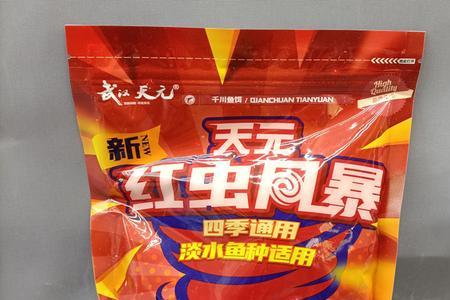 武汉天元®
千川鱼饵 / QIANCHUAN TIANYUAN
High
Quality
新
NEW
天元
红虫风暴
四季通用
淡水鱼种适用